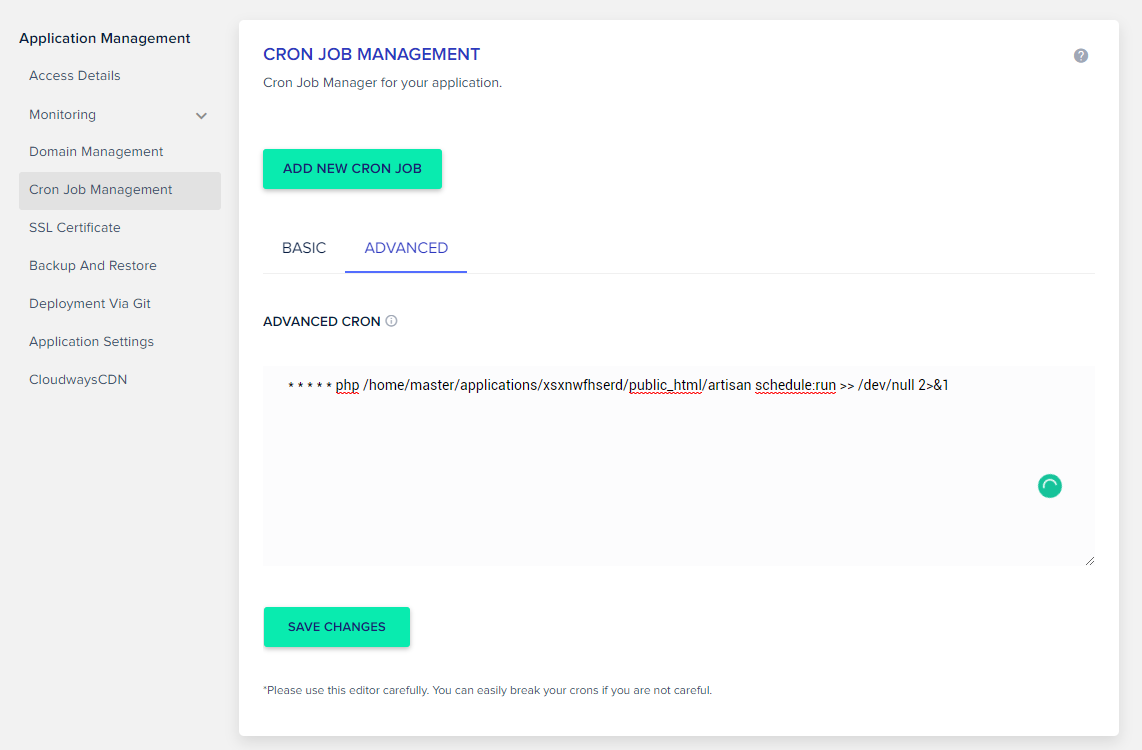 Application Management
Access Details
Monitoring
Domain Management
Cron Job Management
SSL Certificate
Backup And Restore
Deployment Via Git
Application Settings
CloudwaysCDN
CRON JOB MANAGEMENT
?
Cron Job Manager for your application.
ADD NEW CRON JOB
BASIC
ADVANCED
ADVANCED CRON
* * * * * php /home/master/applications/xsxnwfhserd/public_html/artisan schedule:run >> /dev/null 2>&1
SAVE CHANGES
*Please use this editor carefully. You can easily break your crons if you are not careful.